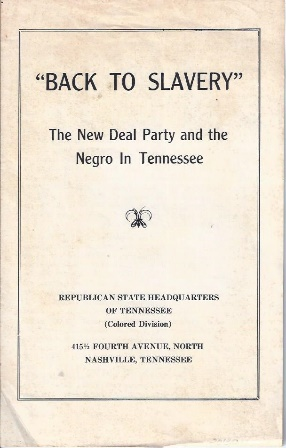 “BACK TO SLAVERY”
The New Deal Party and the
Negro In Tennessee
REPUBLICAN STATE HEADQUARTERS
OF TENNESSEE
(Colored Division)
415½ FOURTH AVENUE, NORTH
NASHVILLE, TENNESSEE